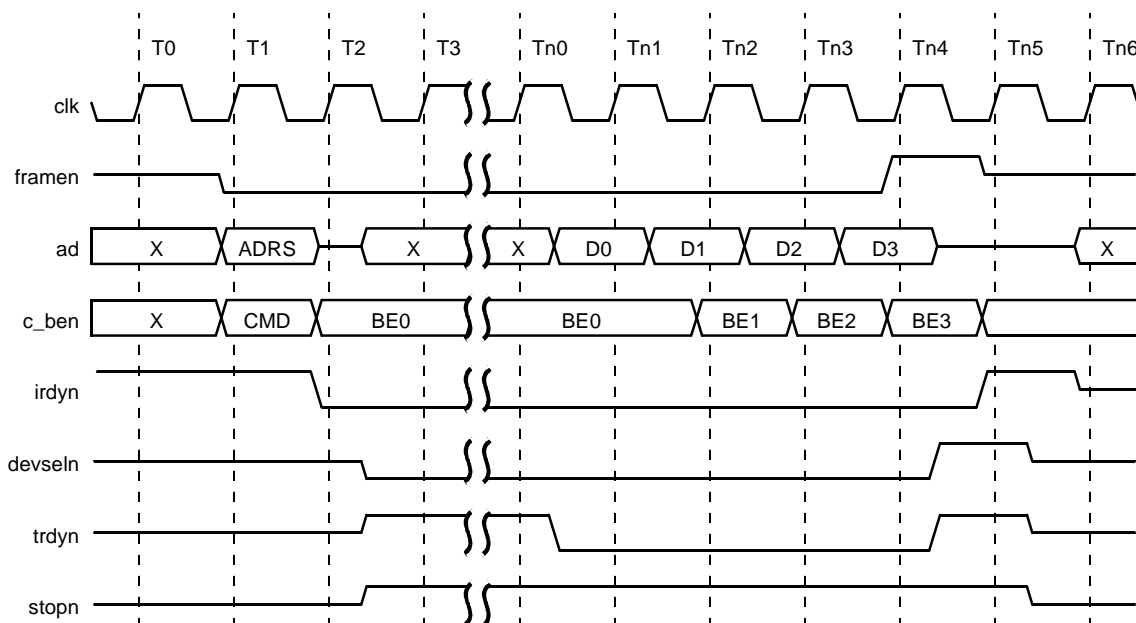 T0 T1 T2 T3 Tn0 Tn1 Tn2 Tn3 Tn4 Tn5 Tn6
clk
framen
ad X ADRS X X D0 D1 D2 D3 X
c_ben X CMD BE0 BE0 BE1 BE2 BE3
irdyn
devseln
trdyn
stopn